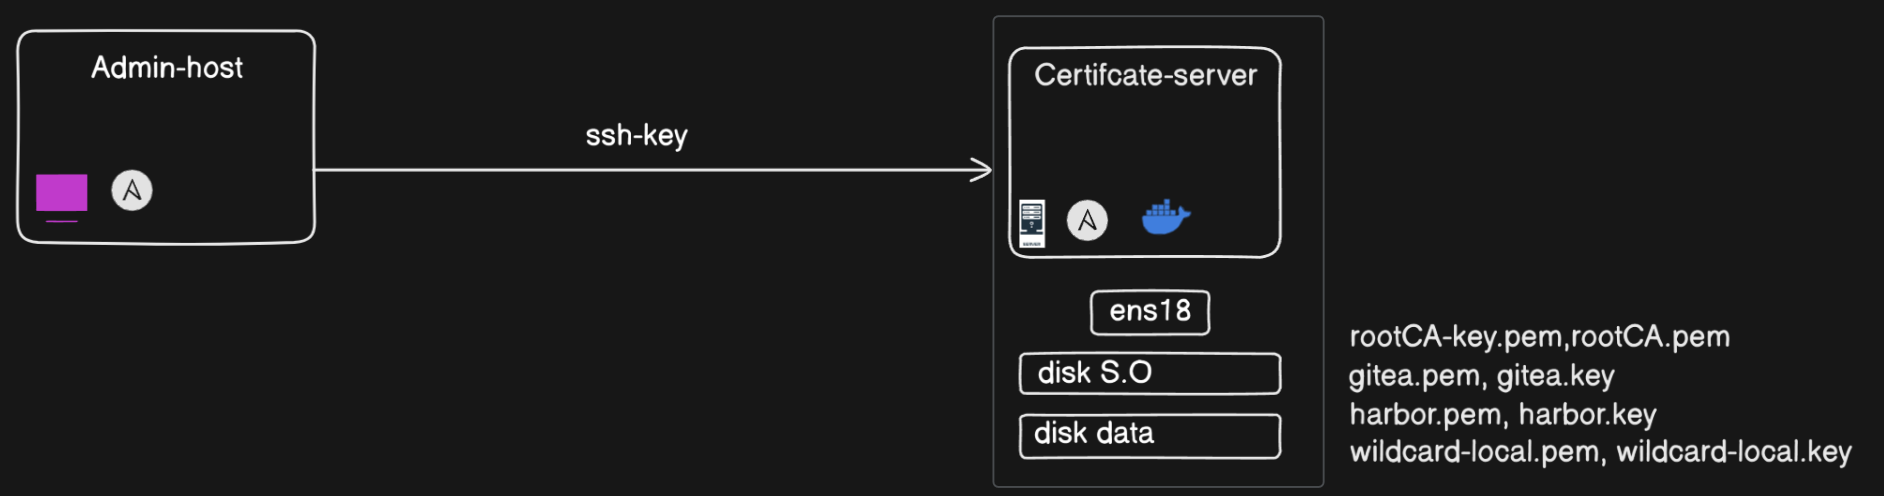 Admin-host
ssh-key
Certifcate-server
SERVER
ens18
disk S.O
disk data
rootCA-key.pem,rootCA.pem
gitea.pem, gitea.key
harbor.pem, harbor.key
wildcard-local.pem, wildcard-local.key